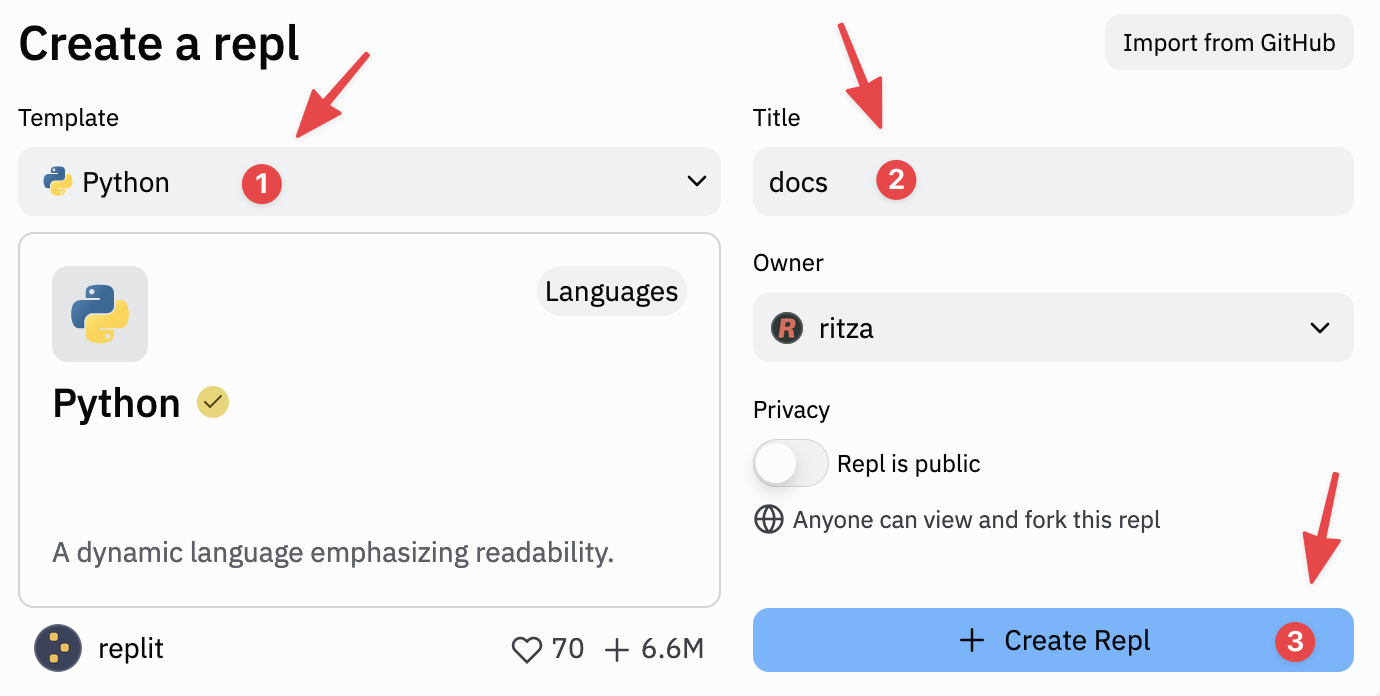 Create a repl
Import from GitHub
Template
Python
1
Languages
Python
A dynamic language emphasizing readability.
replit
70
6.6M
Title
docs
2
Owner
R
ritza
Privacy
Repl is public
Anyone can view and fork this repl
+ Create Repl
3